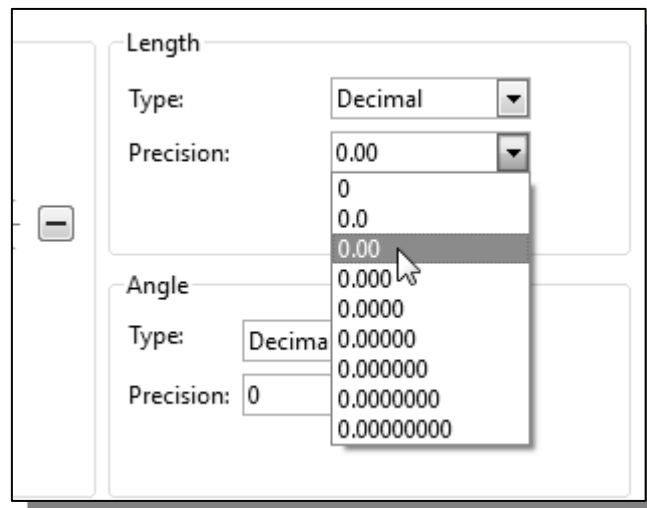 Length
Type: Decimal
Precision: 0.00
0
0.0
0.00
0.000
0.0000
0.00000
0.000000
0.0000000
0.00000000
Angle
Type: Decima
Precision: 0